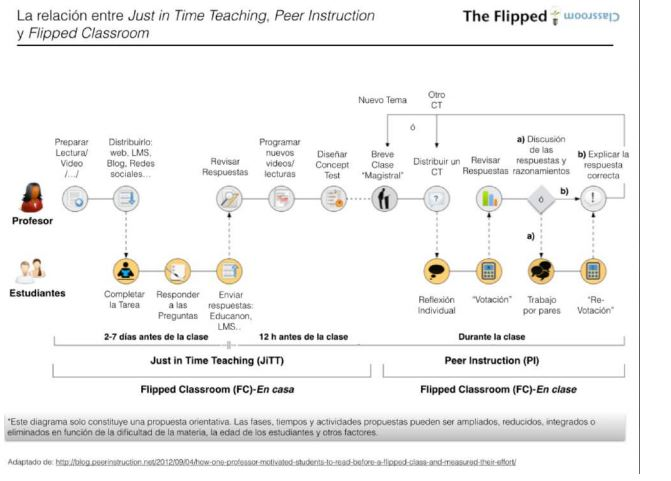 La relación entre Just in Time Teaching, Peer Instruction
y Flipped Classroom
The Flipped Classroom
Nuevo Tema
Otro
CT
ó
Preparar
Lectura/
Video
/.../
Distribuirlo:
web, LMS,
Blog, Redes
sociales...
Revisar
Respuestas
Programar
nuevos
videos/
lecturas
Diseñar
Concept
Test
Breve
Clase
"Magistral"
Distribuir un
CT
Revisar
Respuestas
a) Discusión
de las
respuestas y
razonamientos
b) Explicar la
respuesta
correcta
?
ó
b)
!
Profesor
a)
Estudiantes
Completar
la Tarea
Responder
a las
Preguntas
Enviar
respuestas:
Educanon,
LMS..
Reflexión
Individual
"Votación"
Trabajo
por pares
"Re-
Votación"
2-7 días antes de la clase
12 h antes de la clase
Durante la clase
Just in Time Teaching (JiTT)
Peer Instruction (PI)
Flipped Classroom (FC)-En casa
Flipped Classroom (FC)-En clase
*Este diagrama solo constituye una propuesta orientativa. Las fases, tiempos y actividades propuestas pueden ser ampliados, reducidos, integrados o
eliminados en función de la dificultad de la materia, la edad de los estudiantes y otros factores.
Adaptado de: http://blog.peerinstruction.net/2012/09/04/how-one-professor-motivated-students-to-read-before-a-flipped-class-and-measured-their-effort/